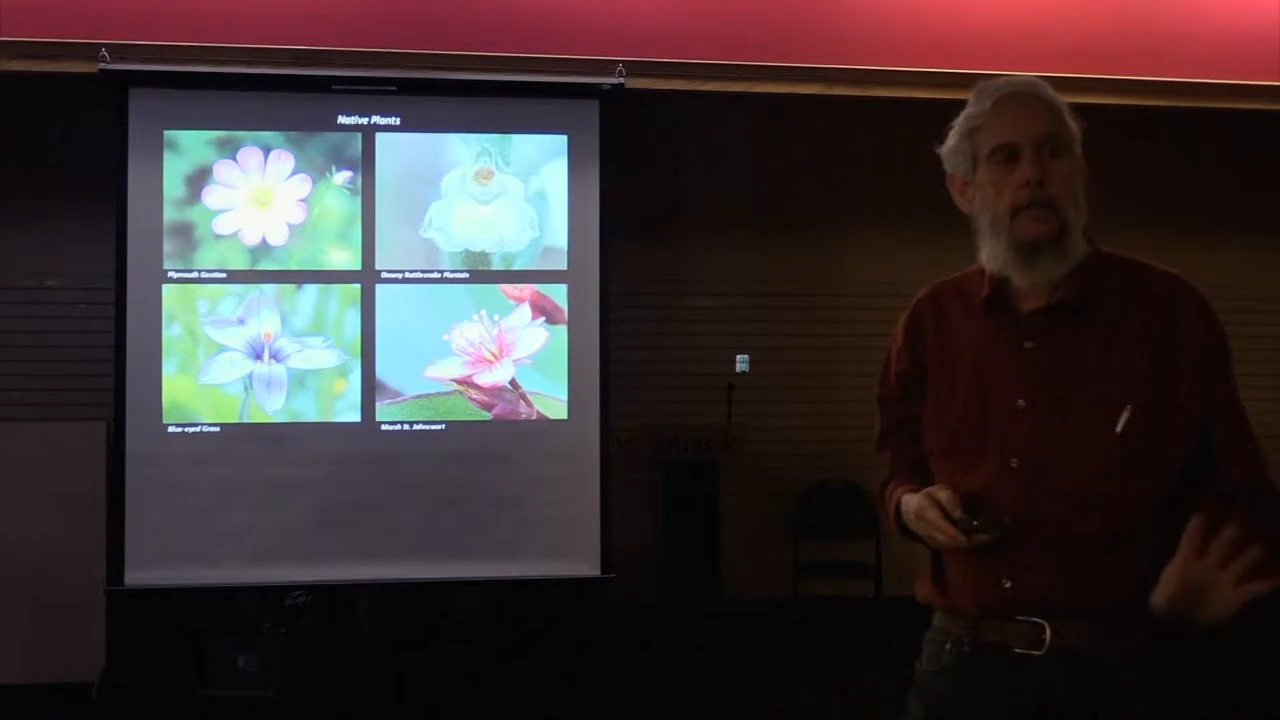 Native Plants
Plymouth Gentian
Downy Rattlesnake Plantain
Blue-eyed Grass
Marsh St. Johnswort